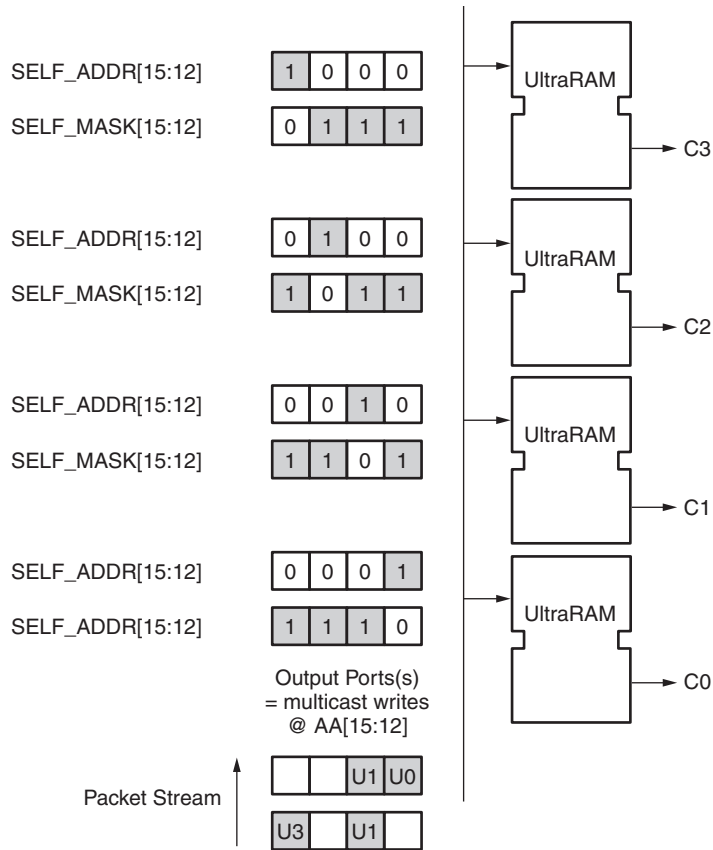 SELF_ADDR[15:12] 1 0 0 0
UltraRAM
SELF_MASK[15:12] 0 1 1 1
C3
SELF_ADDR[15:12] 0 1 0 0
UltraRAM
SELF_MASK[15:12] 1 0 1 1
C2
SELF_ADDR[15:12] 0 0 1 0
UltraRAM
SELF_MASK[15:12] 1 1 0 1
C1
SELF_ADDR[15:12] 0 0 0 1
UltraRAM
SELF_ADDR[15:12] 1 1 1 0
C0
Output Ports(s)
= multicast writes
@ AA[15:12]
Packet Stream
U1 U0
U3 U1